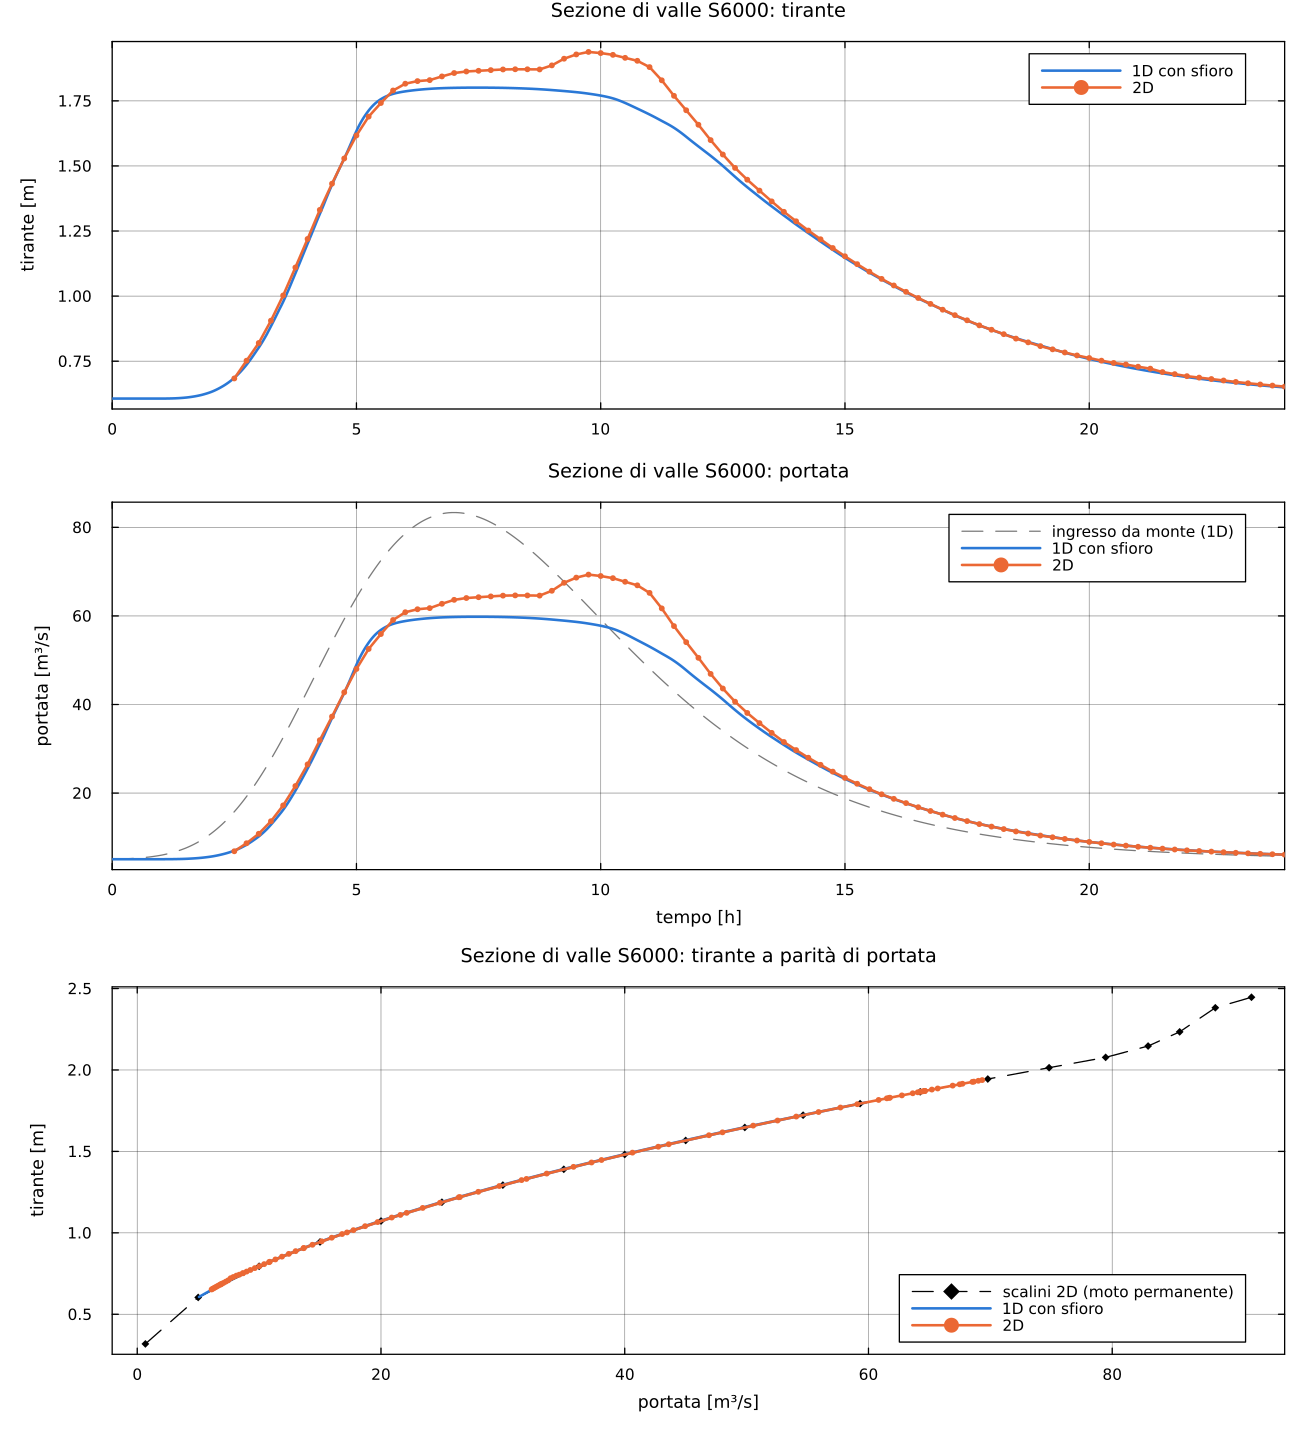 Sezione di valle S6000: tirante
tirante [m]
1.75
1.50
1.25
1.00
0.75
0
5
10
15
20
1D con sfioro
2D
Sezione di valle S6000: portata
portata [m³/s]
80
60
40
20
0
5
10
15
20
tempo [h]
ingresso da monte (1D)
1D con sfioro
2D
Sezione di valle S6000: tirante a parità di portata
tirante [m]
2.5
2.0
1.5
1.0
0.5
0
20
40
60
80
portata [m³/s]
scalini 2D (moto permanente)
1D con sfioro
2D